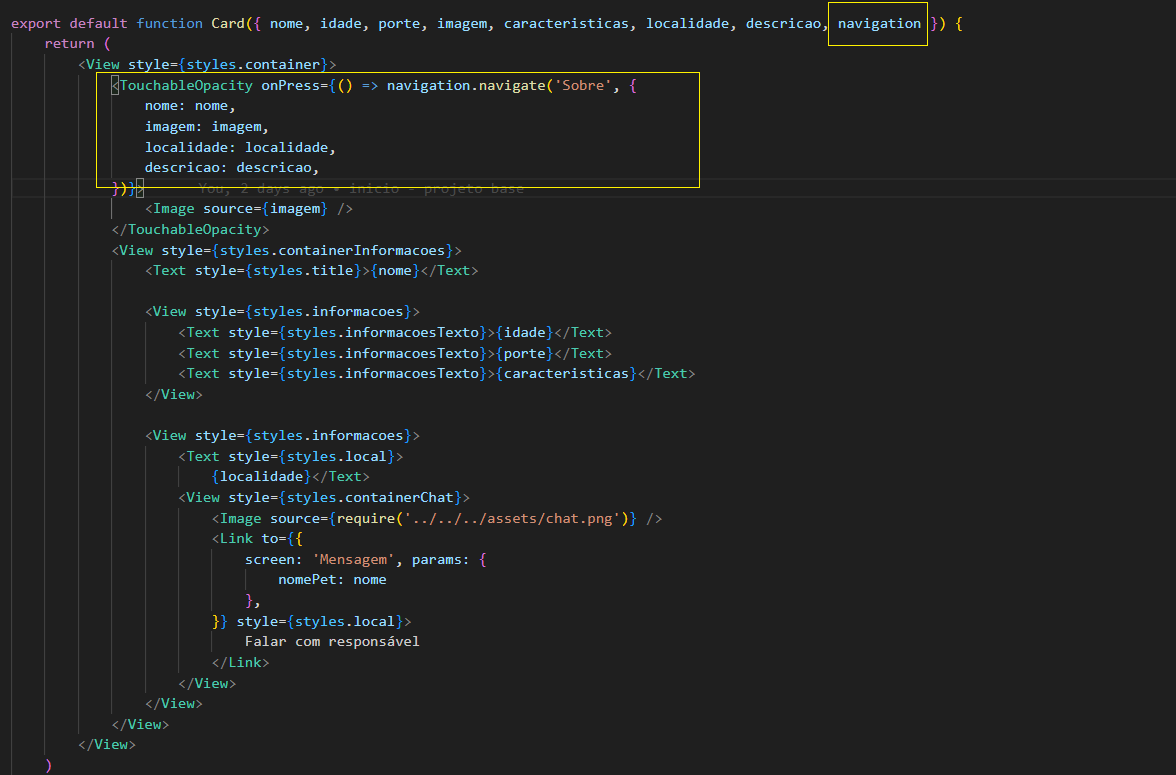 export default function Card({ nome, idade, porte, imagem, caracteristicas, localidade, descricao, navigation }) {
return (
<View style={styles.container}>
<TouchableOpacity onPress={() => navigation.navigate('Sobre', {
nome: nome,
imagem: imagem,
localidade: localidade,
descricao: descricao,
})}> You, 2 days ago • inicio - projeto base
<Image source={imagem} />
</TouchableOpacity>
<View style={styles.containerInformacoes}>
<Text style={styles.title}>{nome}</Text>
<View style={styles.informacoes}>
<Text style={styles.informacoesTexto}>{idade}</Text>
<Text style={styles.informacoesTexto}>{porte}</Text>
<Text style={styles.informacoesTexto}>{caracteristicas}</Text>
</View>
<View style={styles.informacoes}>
<Text style={styles.local}>
{localidade}</Text>
<View style={styles.containerChat}>
<Image source={require('../../../assets/chat.png')} />
<Link to={{
screen: 'Mensagem', params: {
nomePet: nome
},
}} style={styles.local}>
Falar com responsável
</Link>
</View>
</View>
</View>
</View>
)